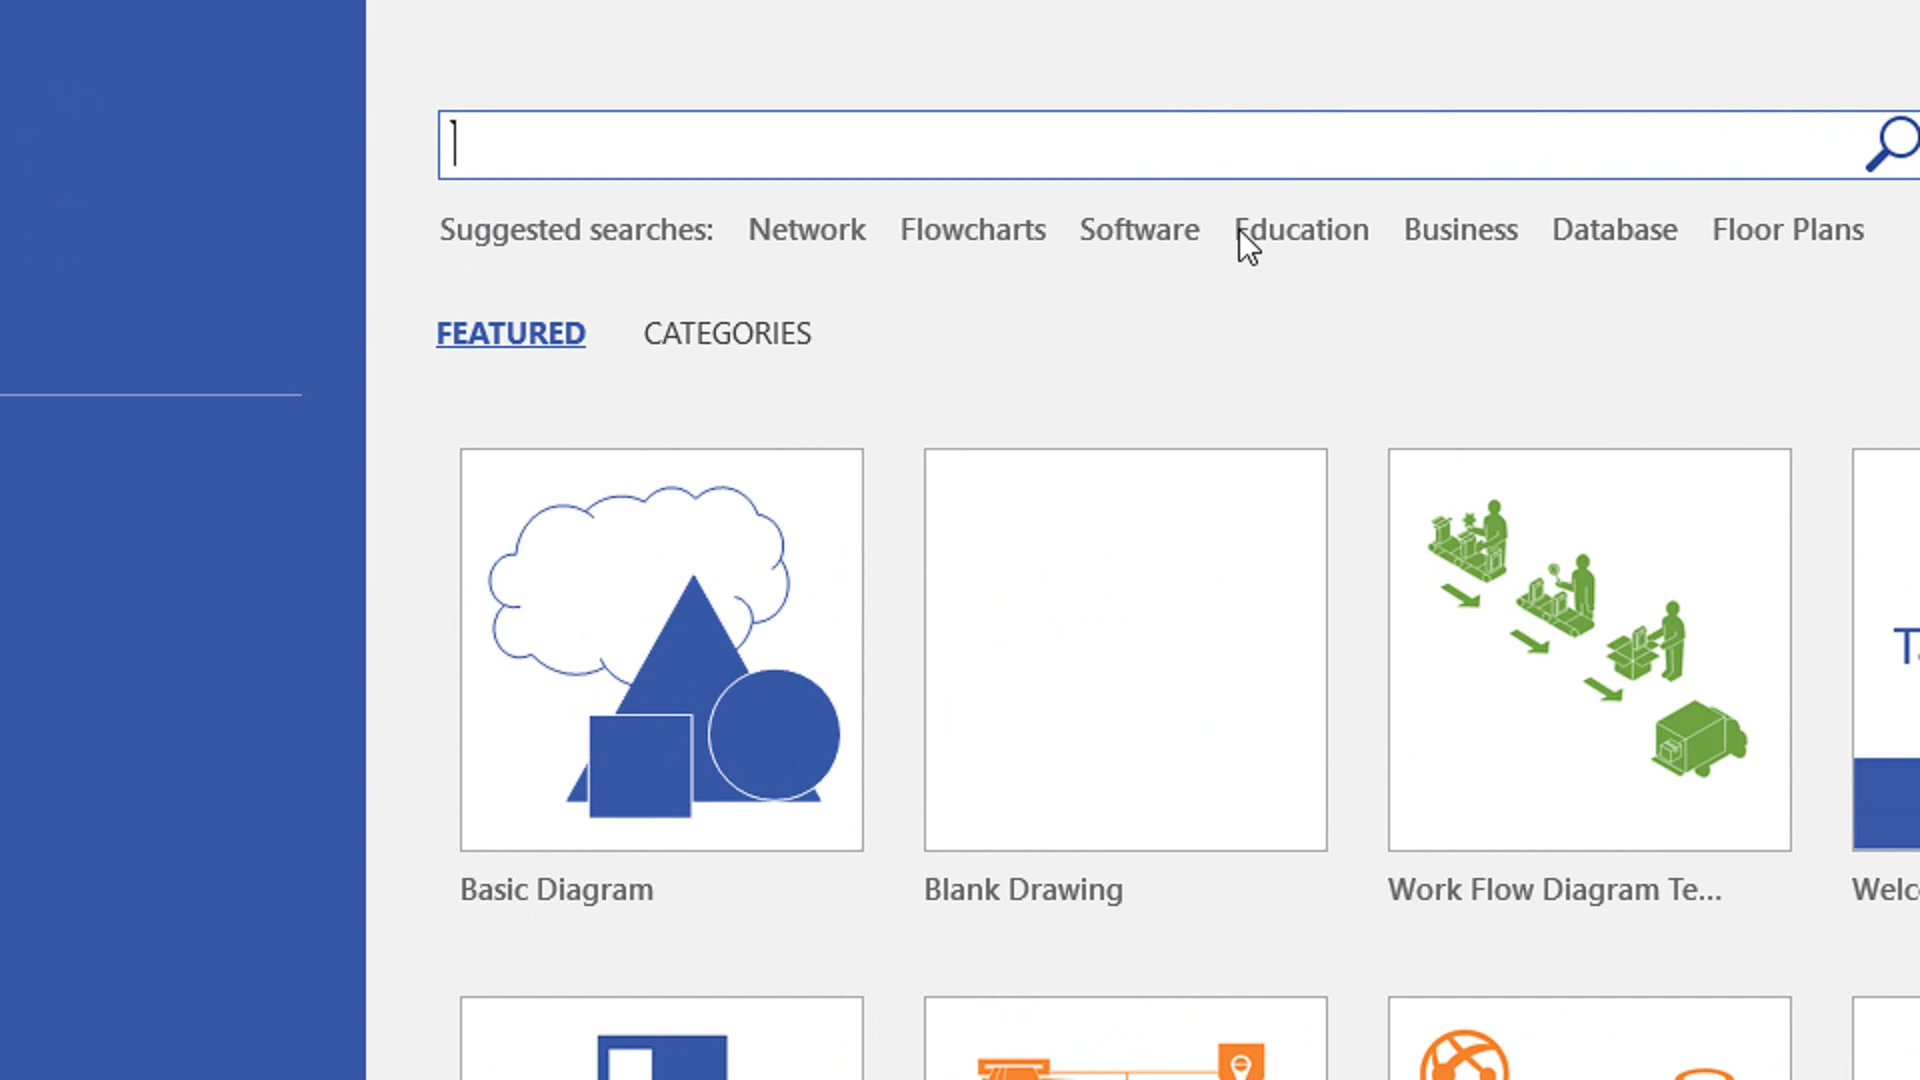 Suggested searches: Network Flowcharts Software Education Business Database Floor Plans
FEATURED CATEGORIES
Basic Diagram Blank Drawing Work Flow Diagram Te...